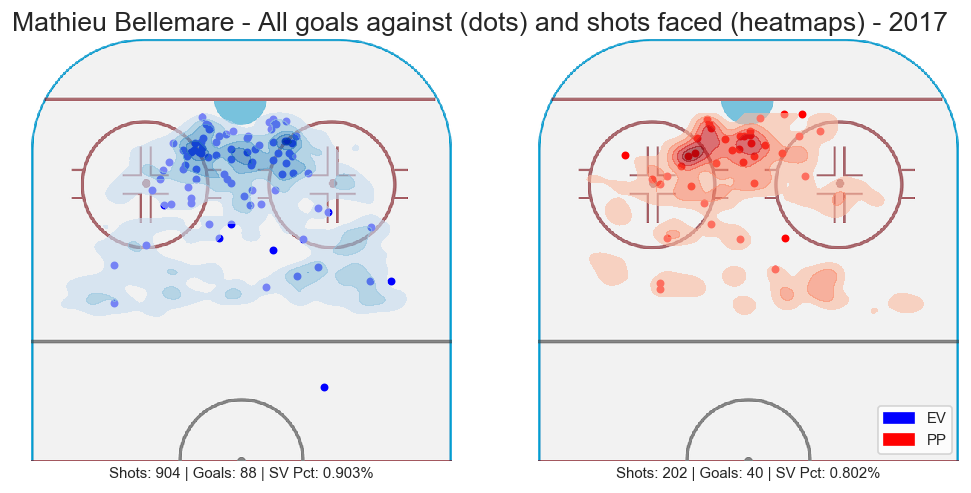 Mathieu Bellemare - All goals against (dots) and shots faced (heatmaps) - 2017
EV
PP
Shots: 904 | Goals: 88 | SV Pct: 0.903%
Shots: 202 | Goals: 40 | SV Pct: 0.802%